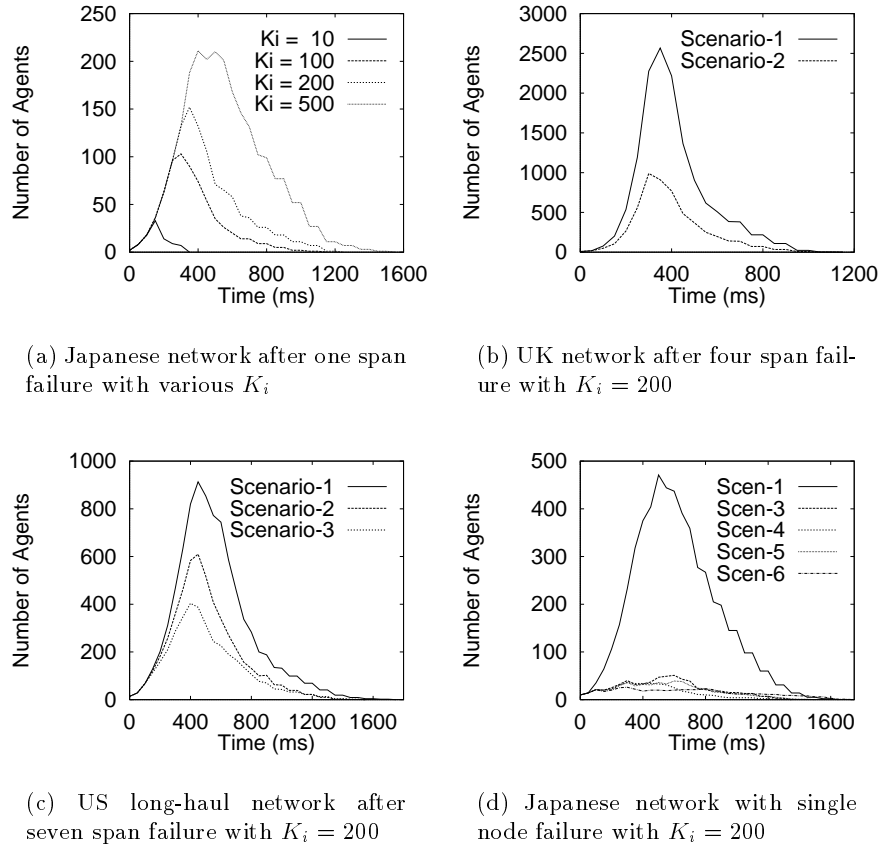 250
200
150
100
50
0
Number of Agents
Ki = 10
Ki = 100
Ki = 200
Ki = 500
0 400 800 1200 1600
Time (ms)
(a) Japanese network after one span
failure with various K_i
3000
2500
2000
1500
1000
500
0
Number of Agents
Scenario-1
Scenario-2
0 400 800 1200
Time (ms)
(b) UK network after four span fail-
ure with K_i = 200
1000
800
600
400
200
0
Number of Agents
Scenario-1
Scenario-2
Scenario-3
0 400 800 1200 1600
Time (ms)
(c) US long-haul network after
seven span failure with K_i = 200
500
400
300
200
100
0
Number of Agents
Scen-1
Scen-3
Scen-4
Scen-5
Scen-6
0 400 800 1200 1600
Time (ms)
(d) Japanese network with single
node failure with K_i = 200